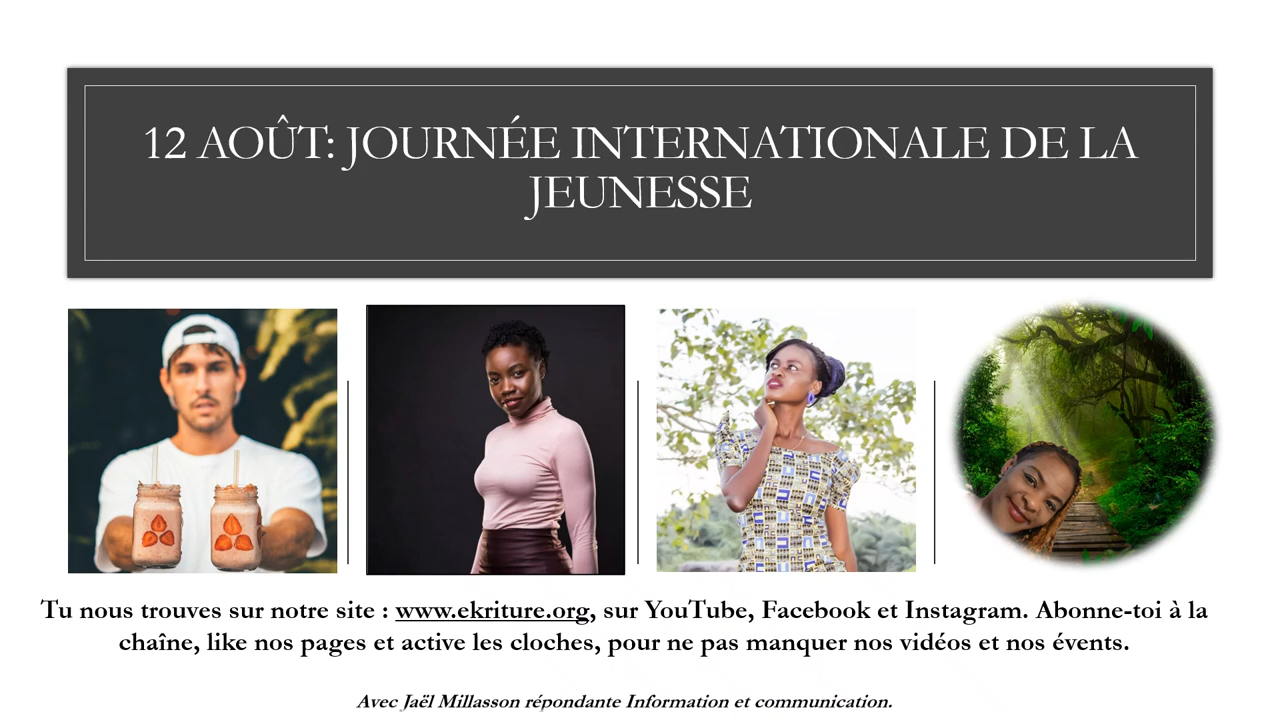 12 AOÛT: JOURNÉE INTERNATIONALE DE LA
JEUNESSE
Tu nous trouves sur notre site : www.ekriture.org, sur YouTube, Facebook et Instagram. Abonne-toi à la
chaîne, like nos pages et active les cloches, pour ne pas manquer nos vidéos et nos évents.
Avec Jaël Millasson répondante Information et communication.